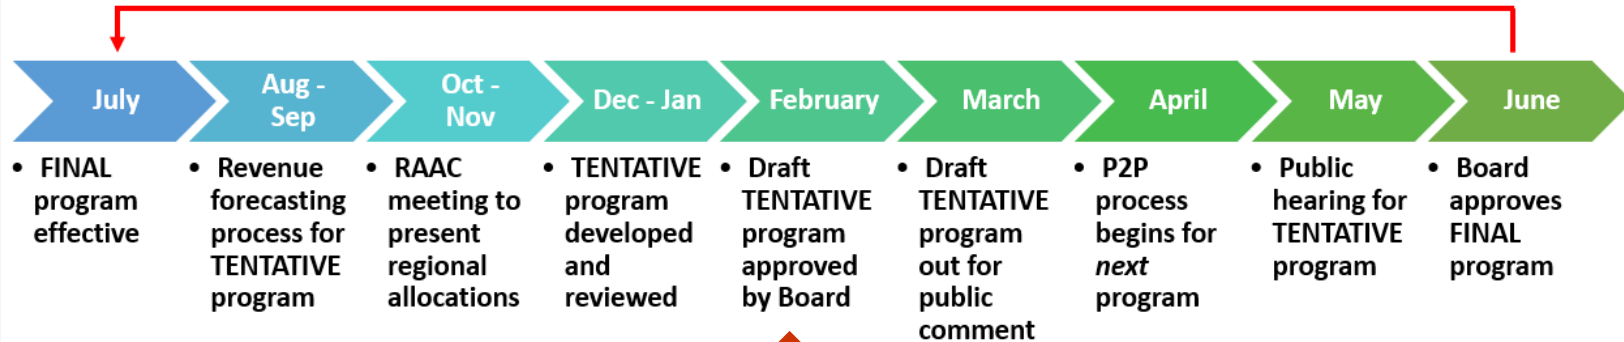 July
Aug -
Sep
Oct -
Nov
Dec - Jan
February
March
April
May
June
• FINAL
program
effective
• Revenue
forecasting
process for
TENTATIVE
program
• RAAC
meeting to
present
regional
allocations
• TENTATIVE
program
developed
and
reviewed
• Draft
TENTATIVE
program
approved
by Board
• Draft
TENTATIVE
program
out for
public
comment
• P2P
process
begins for
next
program
• Public
hearing for
TENTATIVE
program
• Board
approves
FINAL
program